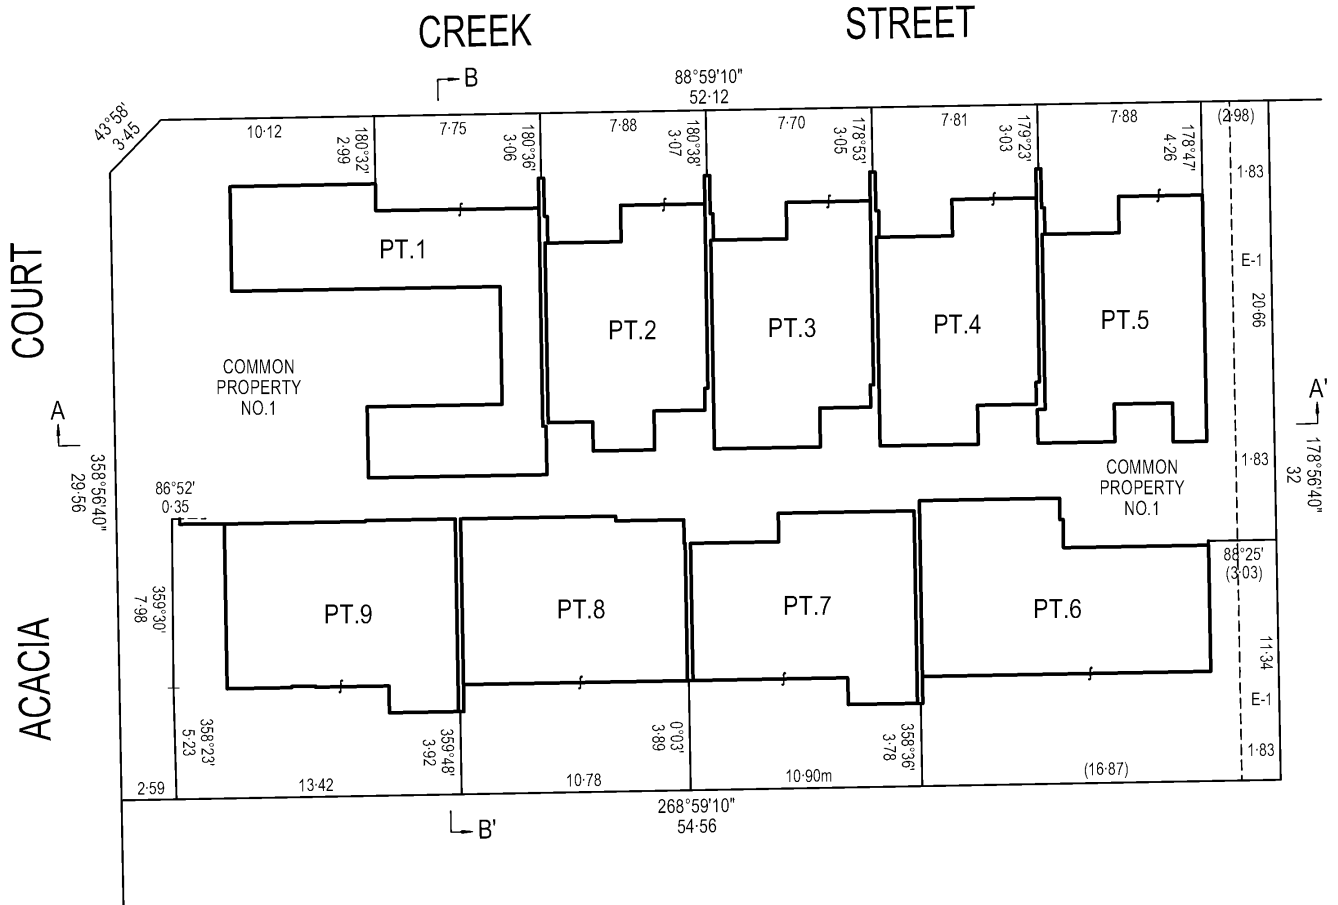 CREEK STREET
B
88°59'10"
52·12
43°58'
3·45
10·12
180°32'
2·99
7·75
180°36'
3·06
7·88
180°38'
3·07
7·70
178°53'
3·05
7·81
179°23'
3·03
7·88
178°47'
4·26
(2·98)
1·83
PT.1
PT.2
PT.3
PT.4
PT.5
E-1
20·66
COURT
COMMON
PROPERTY
NO.1
A
A'
358°56'40"
29·56
178°56'40"
32
1·83
COMMON
PROPERTY
NO.1
86°52'
0·35
88°25'
(3·03)
359°30'
7·98
PT.9
PT.8
PT.7
PT.6
11·34
E-1
1·83
ACACIA
358°23'
5·23
359°48'
3·92
0°03'
3·89
358°36'
3·78
2·59
13·42
10·78
10·90m
(16·87)
268°59'10"
54·56
B'